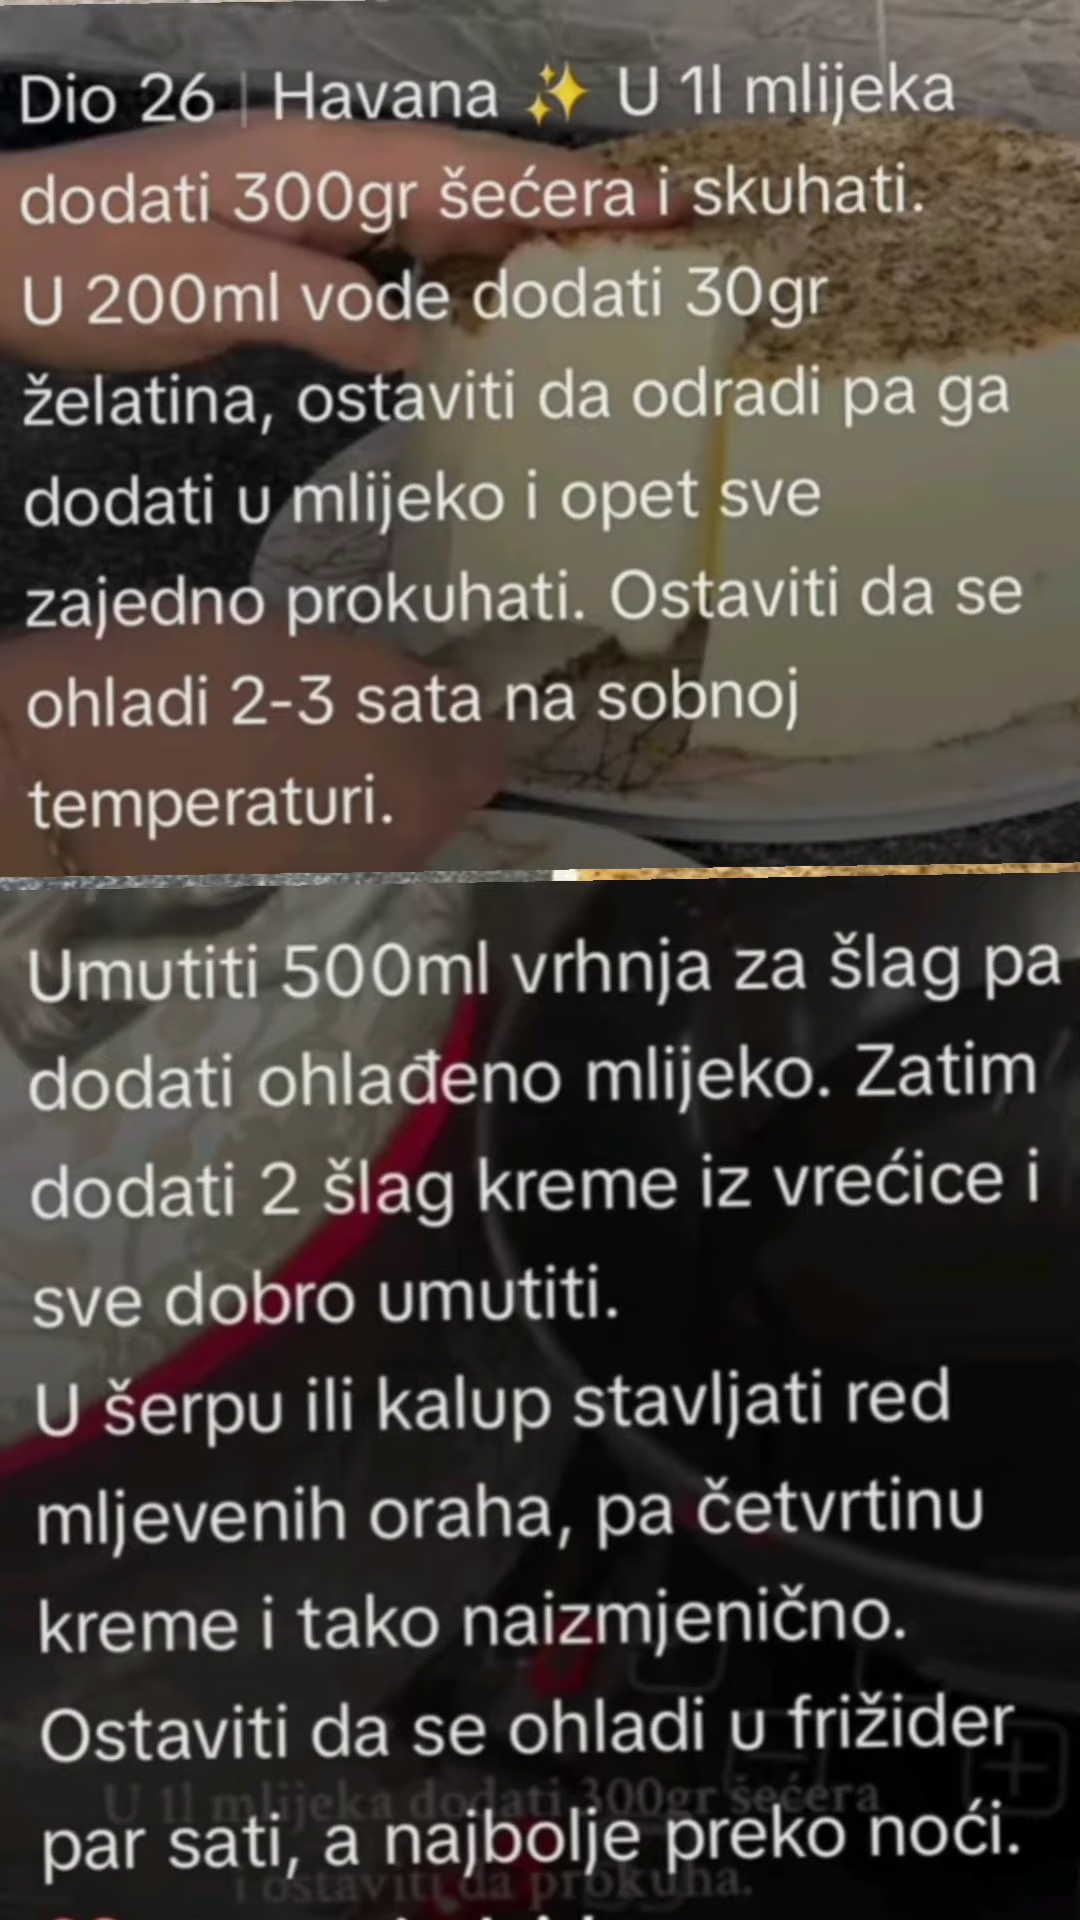 Dio 26 | Havana ✨ U 1l mlijeka
dodati 300gr šećera i skuhati.
U 200ml vode dodati 30gr
želatina, ostaviti da odradi pa ga
dodati u mlijeko i opet sve
zajedno prokuhati. Ostaviti da se
ohladi 2-3 sata na sobnoj
temperaturi.
Umutiti 500ml vrhnja za šlag pa
dodati ohlađeno mlijeko. Zatim
dodati 2 šlag kreme iz vrećice i
sve dobro umutiti.
U šerpu ili kalup stavljati red
mljevenih oraha, pa četvrtinu
kreme i tako naizmjenično.
Ostaviti da se ohladi u frižider
U 1l mlijeka dodati 300gr šećera
par sati, a najbolje preko noći.
i ostaviti da prokuha.